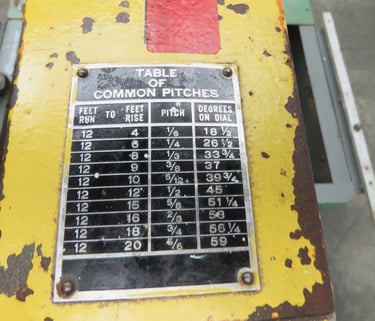 TABLE
OF
COMMON PITCHES
FEET RUN TO FEET RISE PITCH DEGREES ON DIAL
12 4 1/6 18 1/2
12 6 1/4 26 1/2
12 8 1/3 33 3/4
12 9 3/8 37
12 10 5/12 39 3/4
12 12 1/2 45
12 15 5/8 51 1/4
12 16 2/3 53
12 18 3/4 56 1/4
12 20 5/6 59